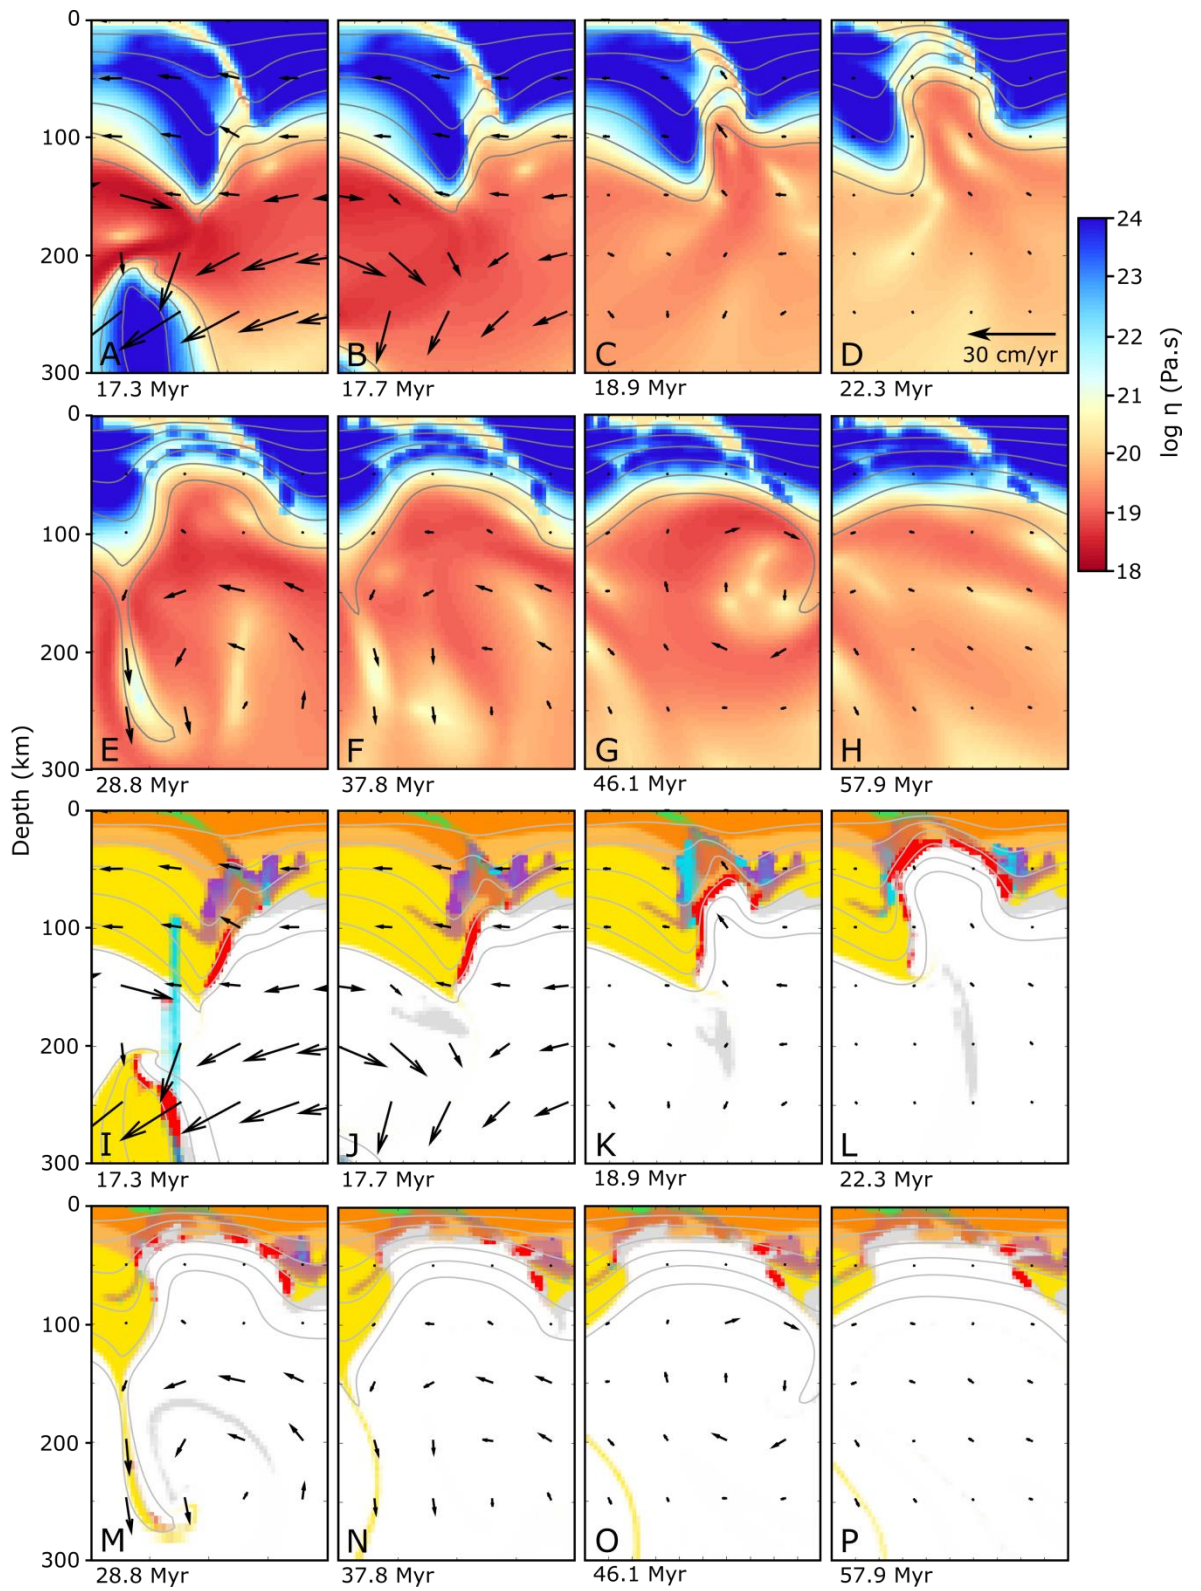 0
100
200
300
A
B
C
D
30 cm/yr
17.3 Myr
17.7 Myr
18.9 Myr
22.3 Myr
24
23
22
21
20
19
18
log η (Pa.s)
0
100
200
300
E
F
G
H
28.8 Myr
37.8 Myr
46.1 Myr
57.9 Myr
Depth (km)
0
100
200
300
I
J
K
L
17.3 Myr
17.7 Myr
18.9 Myr
22.3 Myr
0
100
200
300
M
N
O
P
28.8 Myr
37.8 Myr
46.1 Myr
57.9 Myr